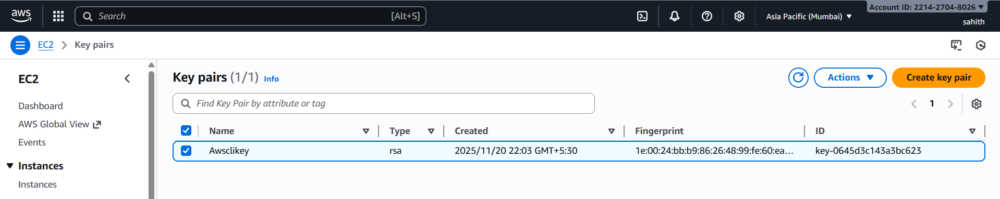 aws
Search [Alt+S]
Asia Pacific (Mumbai)
Account ID: 2214-2704-8026
sahith
EC2 Key pairs
EC2
Dashboard
AWS Global View
Events
Instances
Instances
Key pairs (1/1) Info
Actions
Create key pair
Find Key Pair by attribute or tag
1
Name Type Created Fingerprint ID
Awsclikey rsa 2025/11/20 22:03 GMT+5:30 1e:00:24:bb:b9:86:26:48:99:fe:60:ea... key-0645d3c143a3bc623